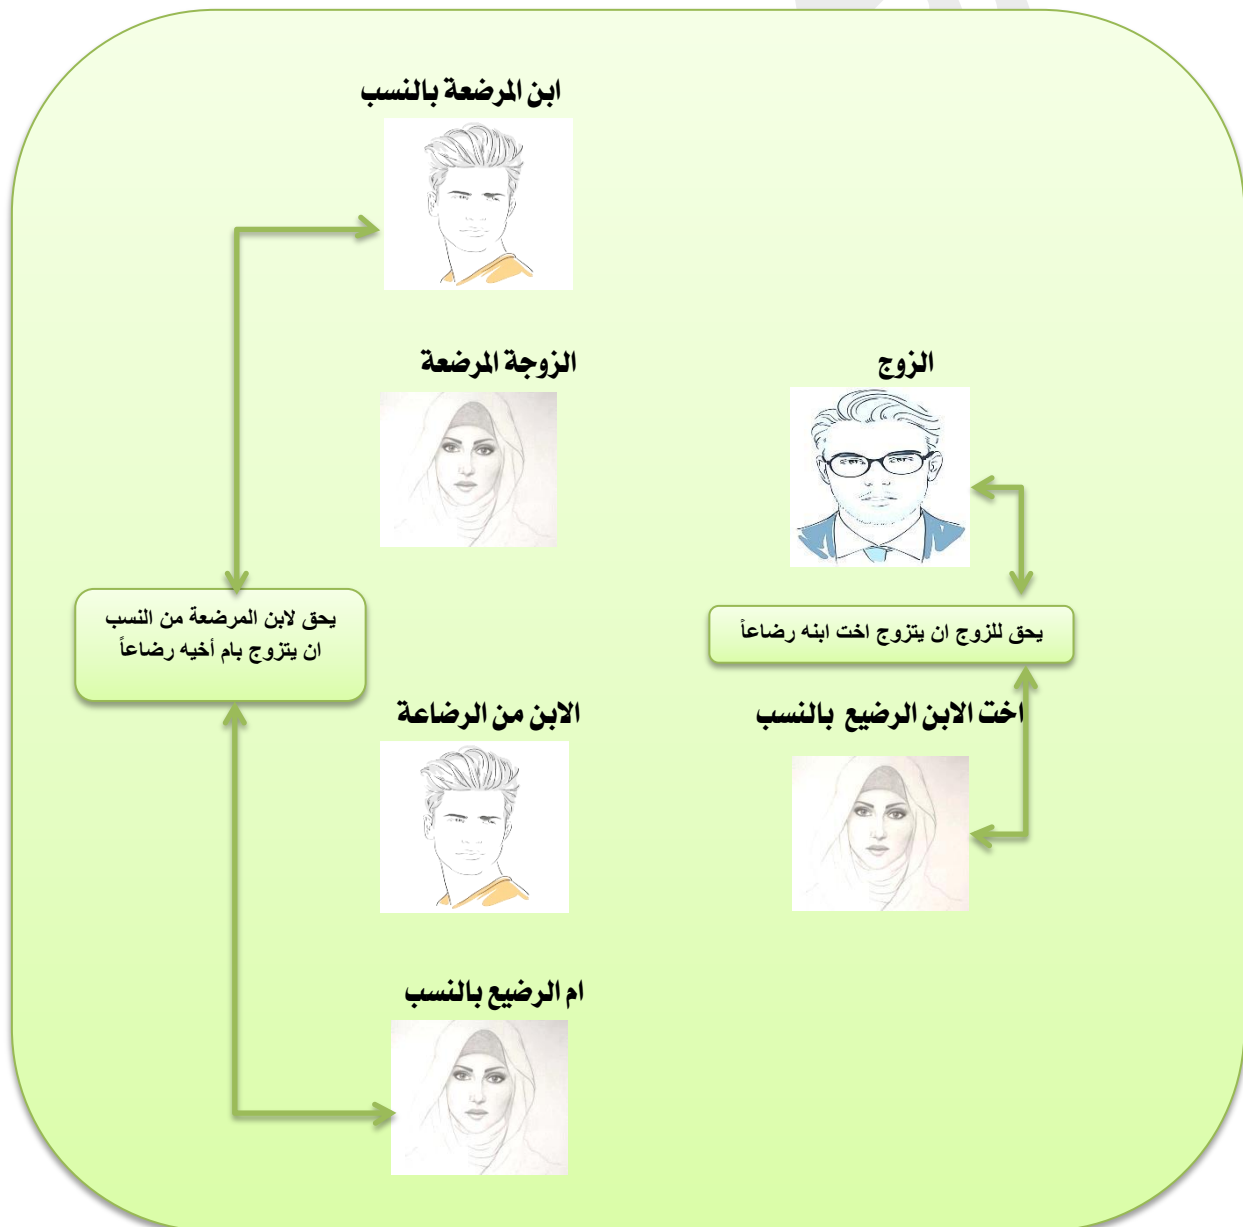 ابن المرضعة بالنسب
الزوج
الزوجة المرضعة
يحق لابن المرضعة من النسب
ان يتزوج بام أخيه رضاعاً
يحق للزوج ان يتزوج اخت ابنه رضاعاً
اخت الابن الرضيع بالنسب
الابن من الرضاعة
ام الرضيع بالنسب